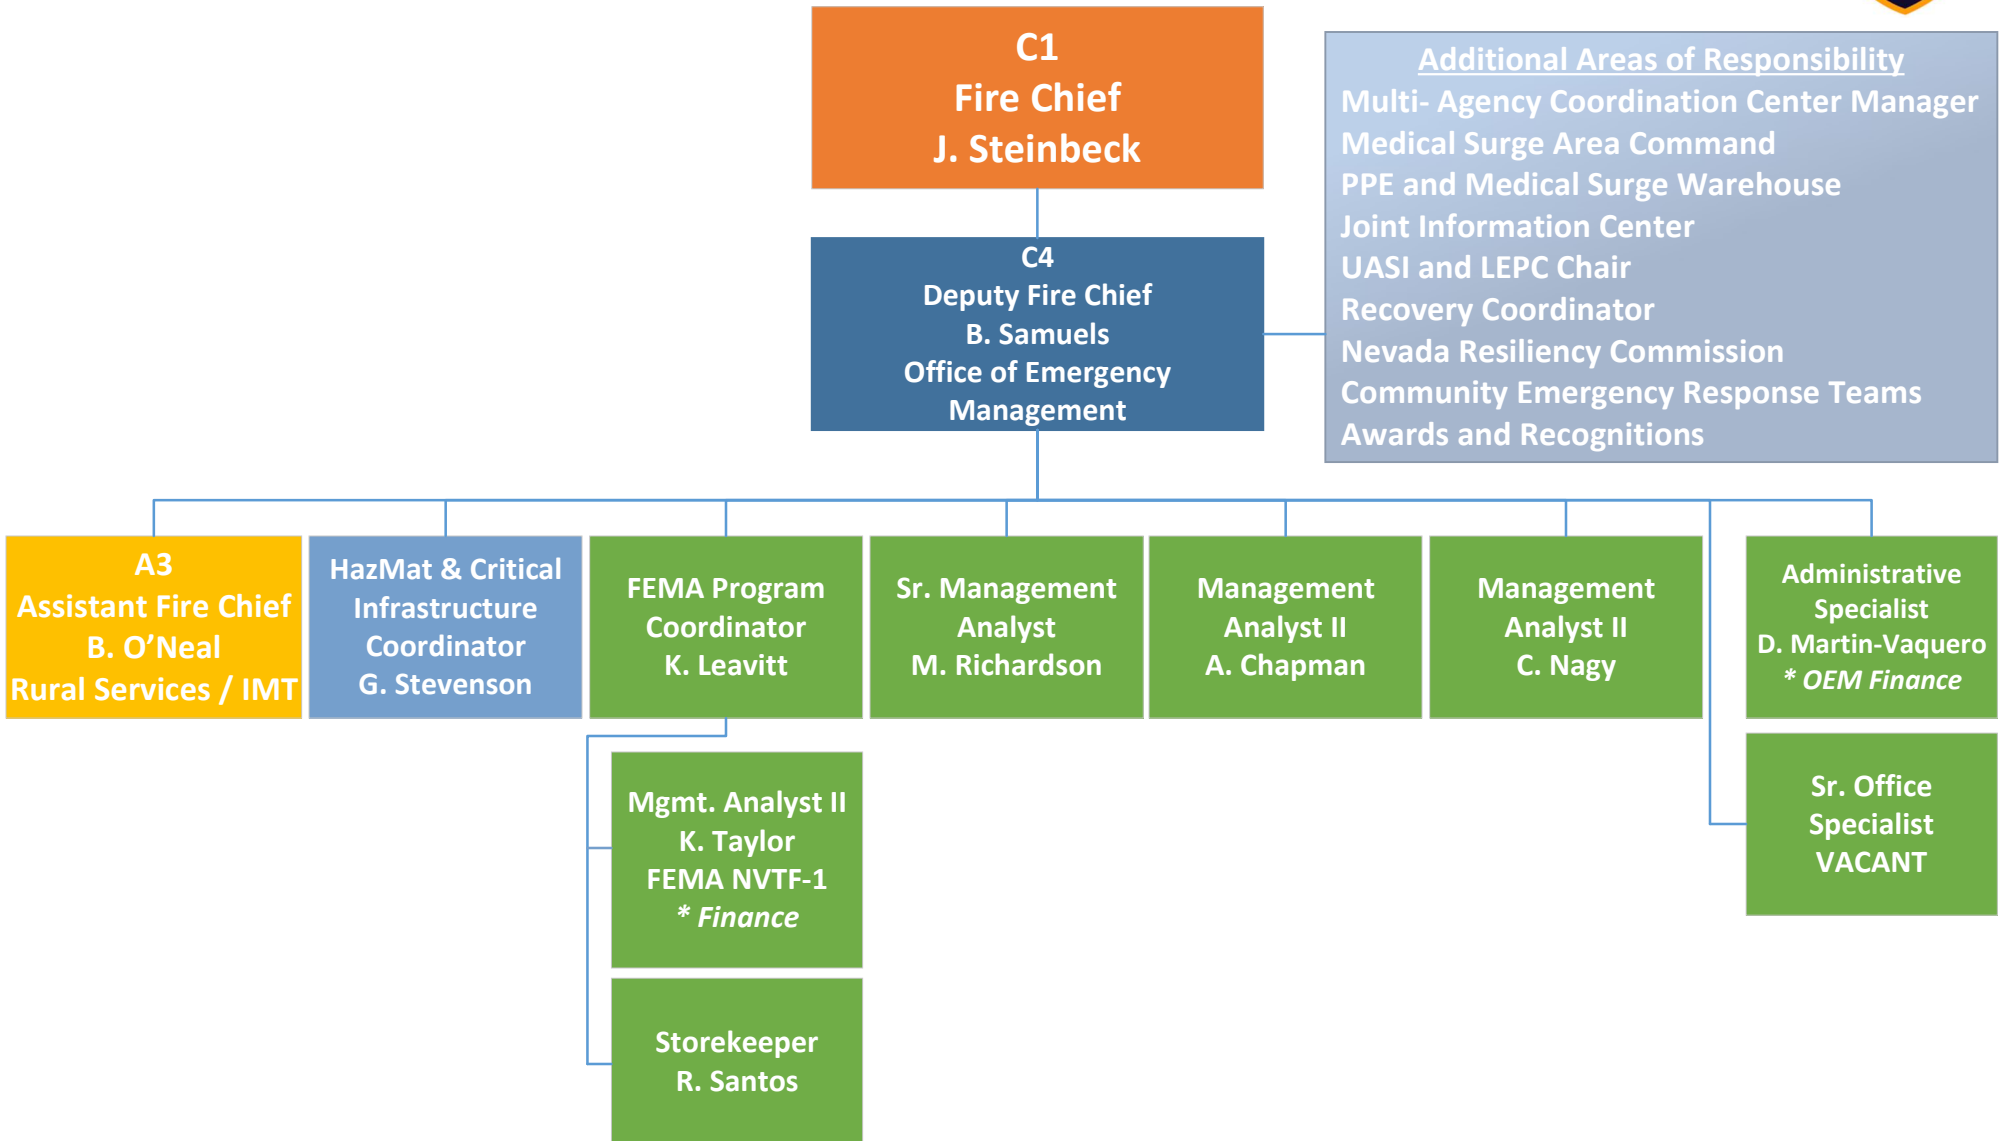 C1
Fire Chief
J. Steinbeck
Additional Areas of Responsibility
Multi- Agency Coordination Center Manager
Medical Surge Area Command
PPE and Medical Surge Warehouse
Joint Information Center
UASI and LEPC Chair
Recovery Coordinator
Nevada Resiliency Commission
Community Emergency Response Teams
Awards and Recognitions
C4
Deputy Fire Chief
B. Samuels
Office of Emergency
Management
A3
Assistant Fire Chief
B. O’Neal
Rural Services / IMT
HazMat & Critical
Infrastructure
Coordinator
G. Stevenson
FEMA Program
Coordinator
K. Leavitt
Sr. Management
Analyst
M. Richardson
Management
Analyst II
A. Chapman
Management
Analyst II
C. Nagy
Administrative
Specialist
D. Martin-Vaquero
* OEM Finance
Mgmt. Analyst II
K. Taylor
FEMA NVTF-1
* Finance
Sr. Office
Specialist
VACANT
Storekeeper
R. Santos